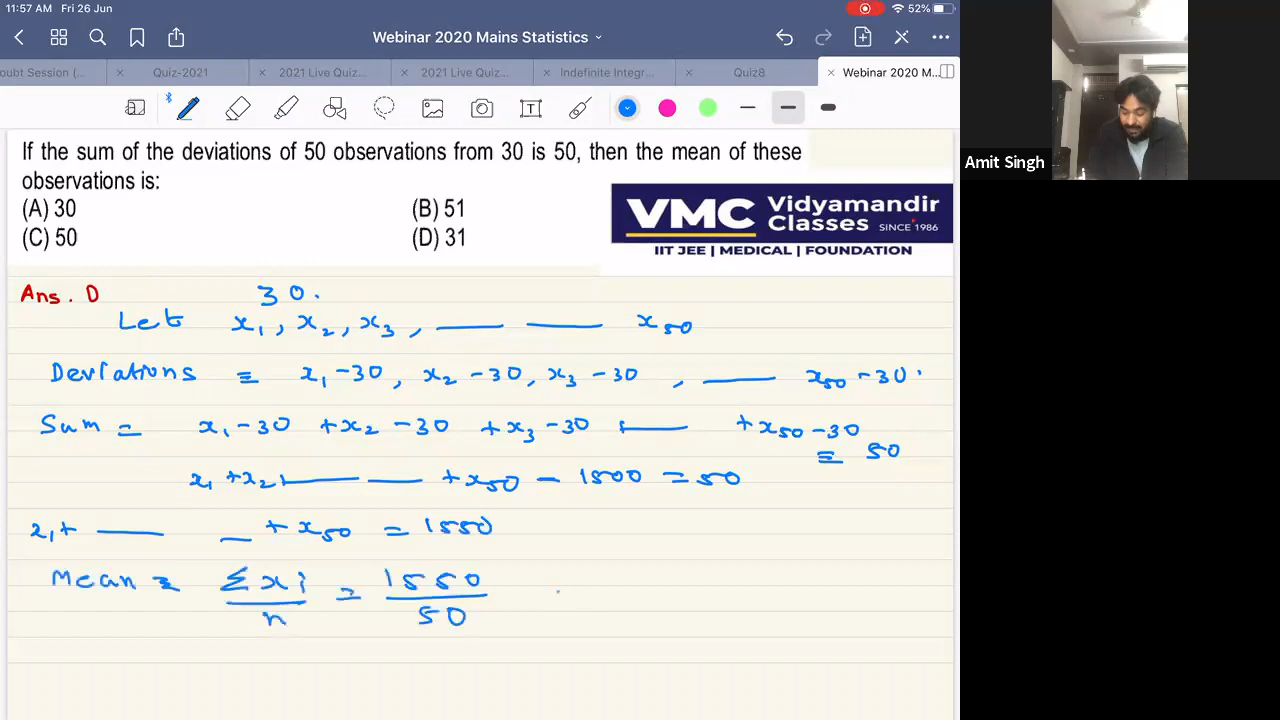 11:57 AM Fri 26 Jun
52%
Webinar 2020 Mains Statistics
oubt Session (...
× Quiz-2021
× 2021 Live Quiz...
× 2021 Live Quiz...
× Indefinite Integr...
× Quiz8
× Webinar 2020 M...
If the sum of the deviations of 50 observations from 30 is 50, then the mean of these
observations is:
(A) 30 (B) 51
(C) 50 (D) 31
VMC Vidyamandir Classes SINCE 1986
IIT JEE | MEDICAL | FOUNDATION
Amit Singh
Ans. D 30.
Let x₁, x₂, x₃, —— —— x₅₀
Deviations = x₁ -30, x₂ -30, x₃ -30, —— x₅₀ -30.
Sum = x₁ -30 +x₂ -30 +x₃ -30 —— +x₅₀ -30
= 50
x₁ +x₂+ —— —— +x₅₀ - 1500 = 50
x₁+ —— — + x₅₀ = 1550
Mean = Σxi/n = 1550/50